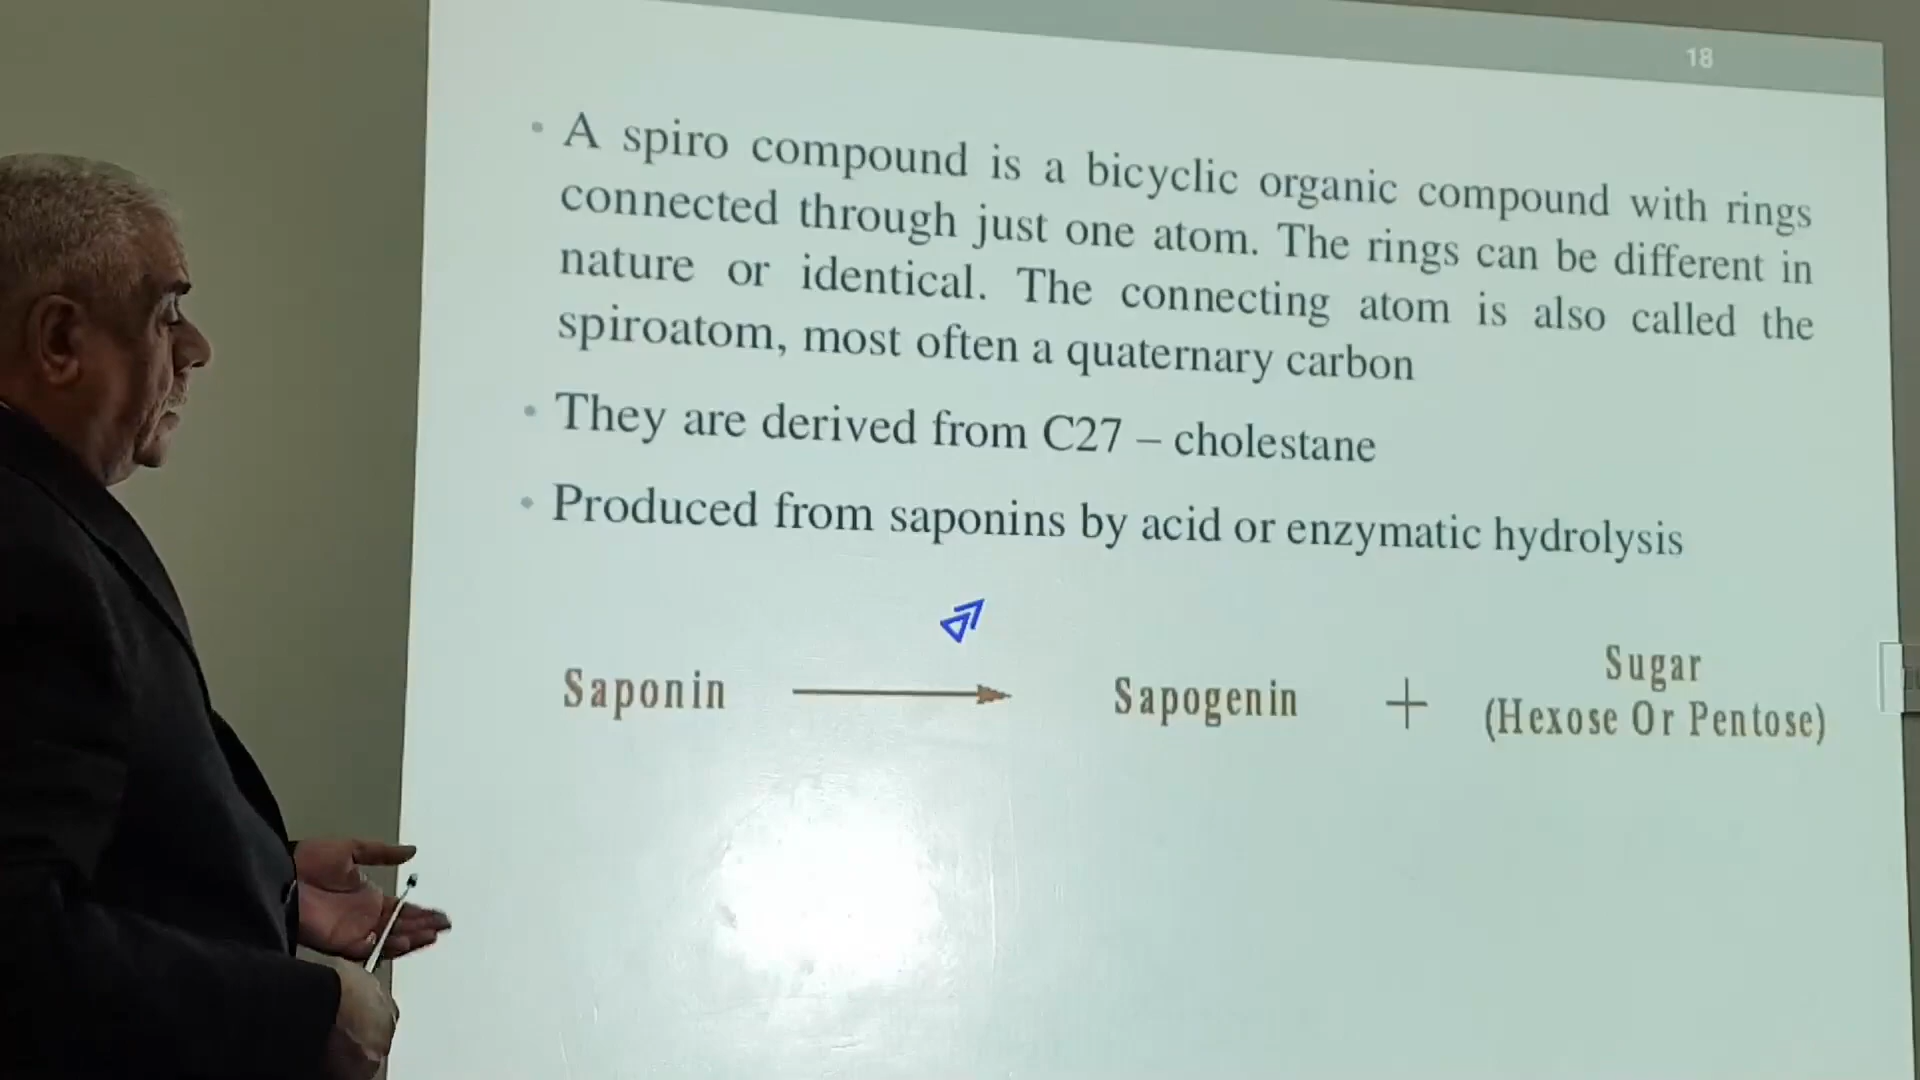 18
• A spiro compound is a bicyclic organic compound with rings
connected through just one atom. The rings can be different in
nature or identical. The connecting atom is also called the
spiroatom, most often a quaternary carbon
• They are derived from C27 – cholestane
• Produced from saponins by acid or enzymatic hydrolysis
Saponin → Sapogenin + Sugar
(Hexose Or Pentose)